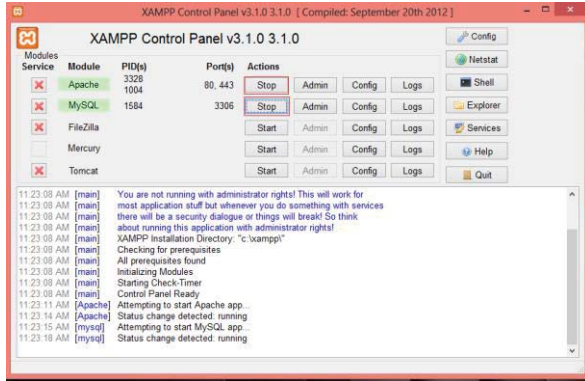 XAMPP Control Panel v3.1.0 3.1.0 [ Compiled: September 20th 2012 ]
XAMPP Control Panel v3.1.0 3.1.0
Config
Modules
Service Module PID(s) Port(s) Actions
Netstat
Apache 3328 1004 80, 443 Stop Admin Config Logs
Shell
MySQL 1584 3306 Stop Admin Config Logs
Explorer
FileZilla Start Admin Config Logs
Services
Mercury Start Admin Config Logs
Help
Tomcat Start Admin Config Logs
Quit
11:23:08 AM [main] You are not running with administrator rights! This will work for
11:23:08 AM [main] most application stuff but whenever you do something with services
11:23:08 AM [main] there will be a security dialogue or things will break! So think
11:23:08 AM [main] about running this application with administrator rights!
11:23:08 AM [main] XAMPP Installation Directory: "c:\xampp\"
11:23:08 AM [main] Checking for prerequisites
11:23:08 AM [main] All prerequisites found
11:23:08 AM [main] Initializing Modules
11:23:08 AM [main] Starting Check-Timer
11:23:08 AM [main] Control Panel Ready
11:23:11 AM [Apache] Attempting to start Apache app...
11:23:14 AM [Apache] Status change detected: running
11:23:15 AM [mysql] Attempting to start MySQL app...
11:23:18 AM [mysql] Status change detected: running